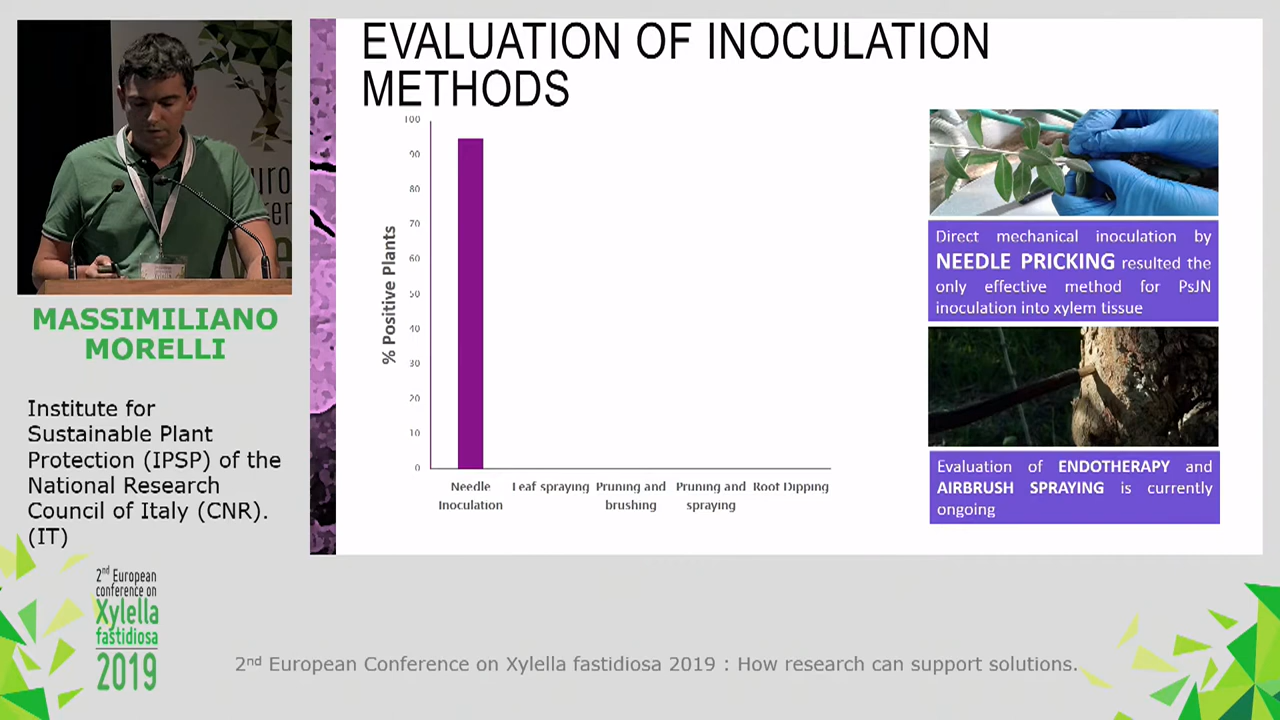 EVALUATION OF INOCULATION
METHODS
100
90
80
70
60
50
40
30
20
10
0
% Positive Plants
Needle
Inoculation
Leaf spraying
Pruning and
brushing
Pruning and
spraying
Root Dipping
Direct mechanical inoculation by
NEEDLE PRICKING resulted the
only effective method for PsJN
inoculation into xylem tissue
Evaluation of ENDOTHERAPY and
AIRBRUSH SPRAYING is currently
ongoing
MASSIMILIANO
MORELLI
Institute for
Sustainable Plant
Protection (IPSP) of the
National Research
Council of Italy (CNR).
(IT)
2nd European
conference on
Xylella
fastidiosa
2019
2nd European Conference on Xylella fastidiosa 2019 : How research can support solutions.